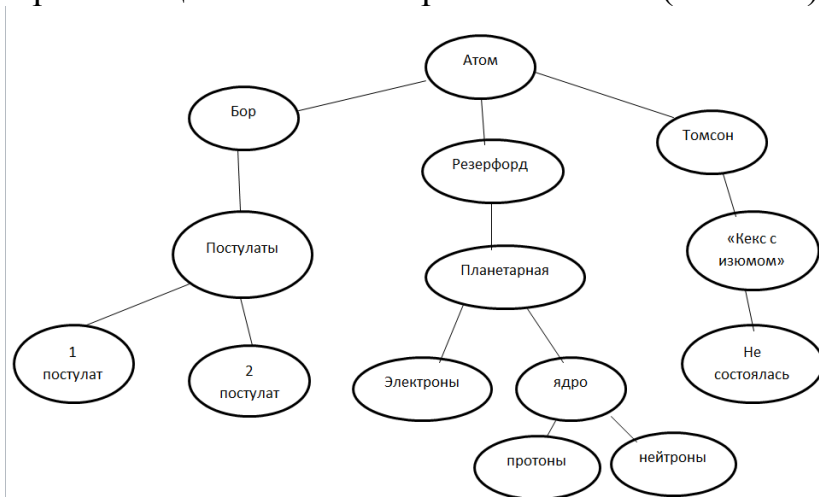 Атом
Бор
Резерфорд
Томсон
Постулаты
Планетарная
«Кекс с
изюмом»
1
постулат
2
постулат
Электроны
ядро
Не
состоялась
протоны
нейтроны